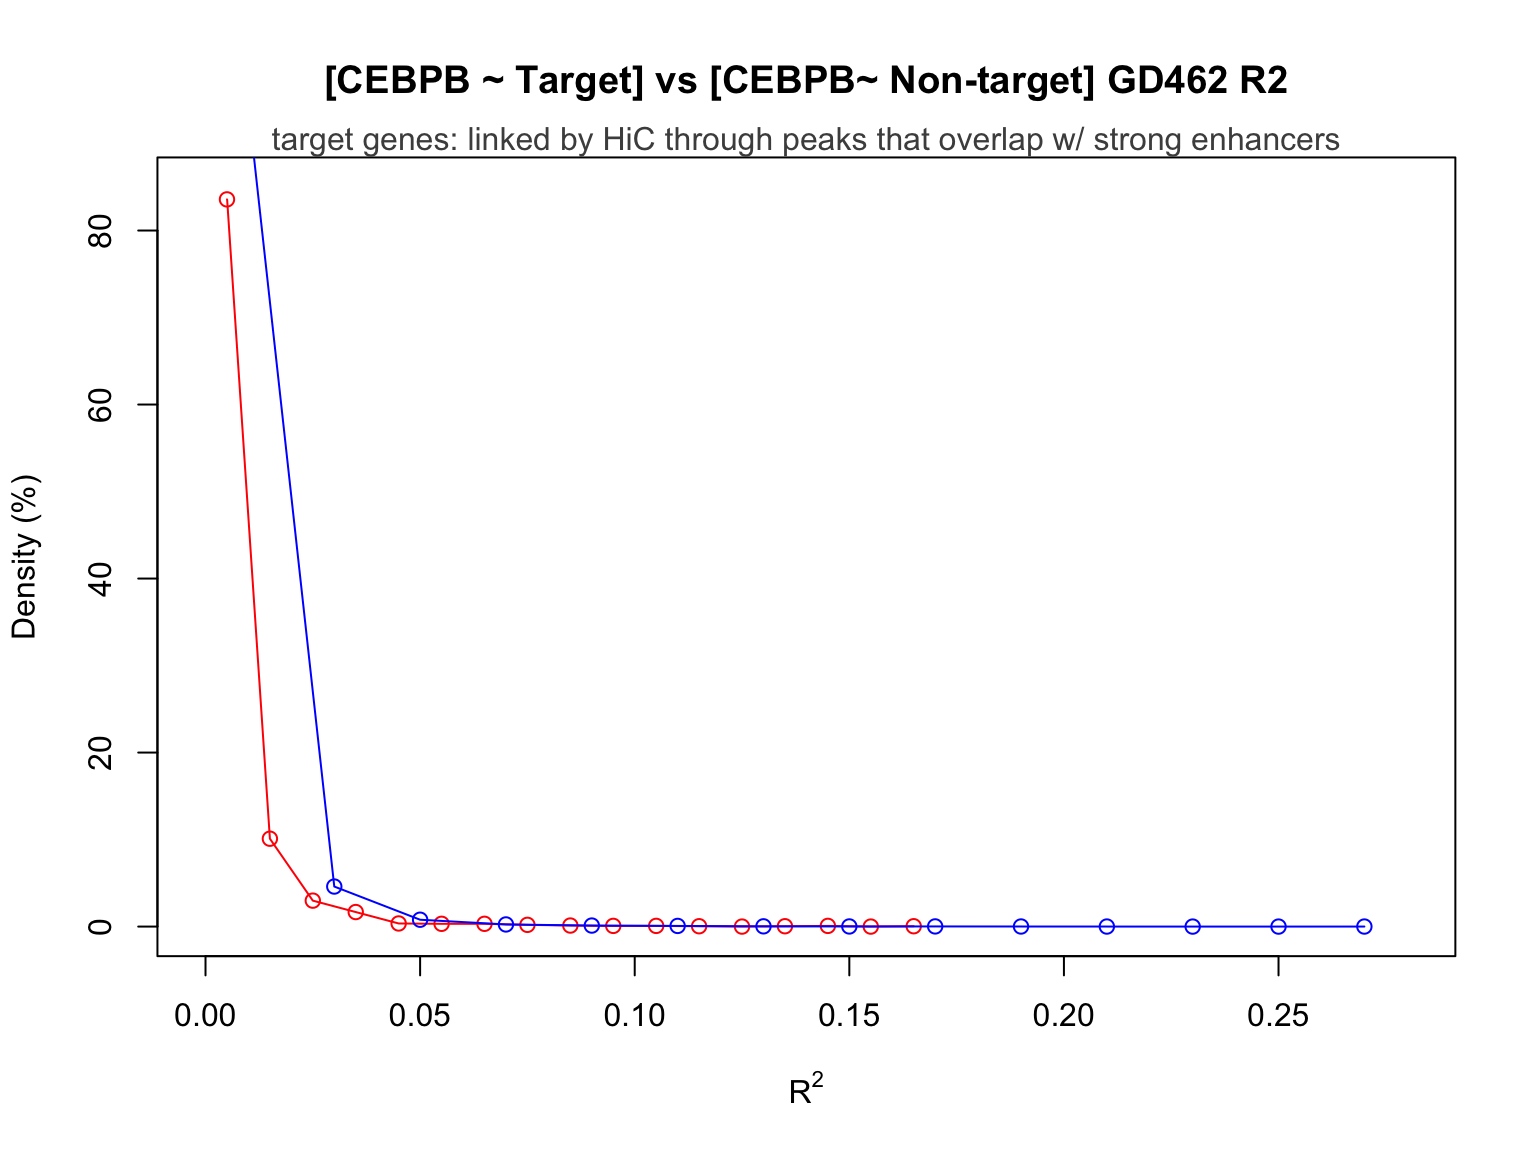 [CEBPB ~ Target] vs [CEBPB~ Non-target] GD462 R2
target genes: linked by HiC through peaks that overlap w/ strong enhancers
80
60
40
20
0
Density (%)
0.00 0.05 0.10 0.15 0.20 0.25
R²